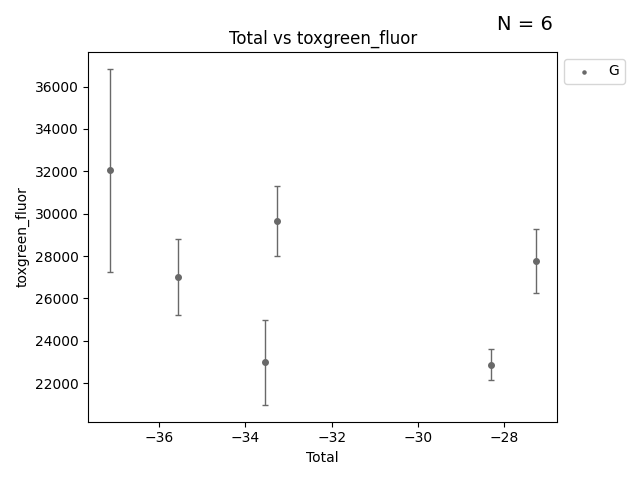 N = 6
Total vs toxgreen_fluor
G
toxgreen_fluor
36000
34000
32000
30000
28000
26000
24000
22000
−36 −34 −32 −30 −28
Total